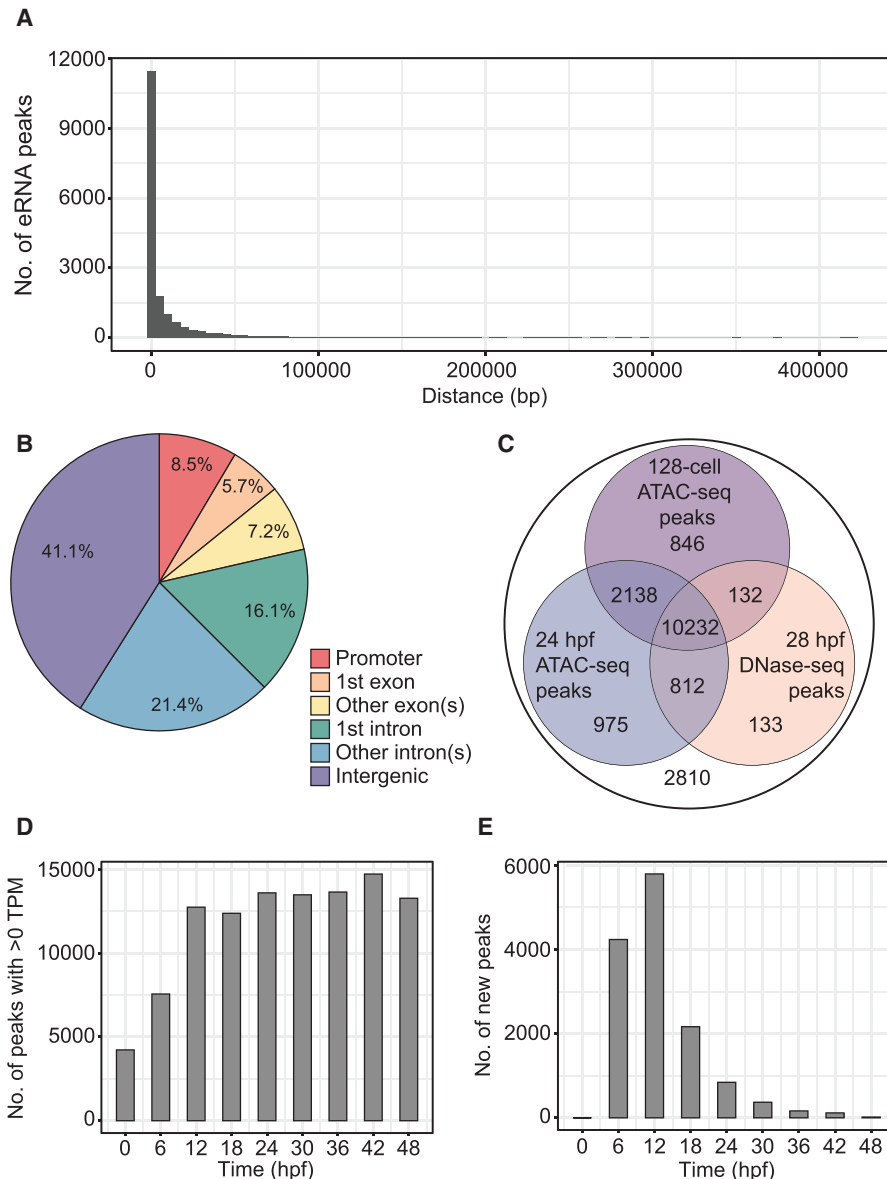 A
No. of eRNA peaks
12000
9000
6000
3000
0
0 100000 200000 300000 400000
Distance (bp)
B
8.5%
5.7%
7.2%
16.1%
21.4%
41.1%
Promoter
1st exon
Other exon(s)
1st intron
Other intron(s)
Intergenic
C
128-cell
ATAC-seq
peaks
846
2138
132
10232
24 hpf
ATAC-seq
peaks
975
812
28 hpf
DNase-seq
peaks
133
2810
D
No. of peaks with >0 TPM
15000
10000
5000
0
0 6 12 18 24 30 36 42 48
Time (hpf)
E
No. of new peaks
6000
4000
2000
0
0 6 12 18 24 30 36 42 48
Time (hpf)